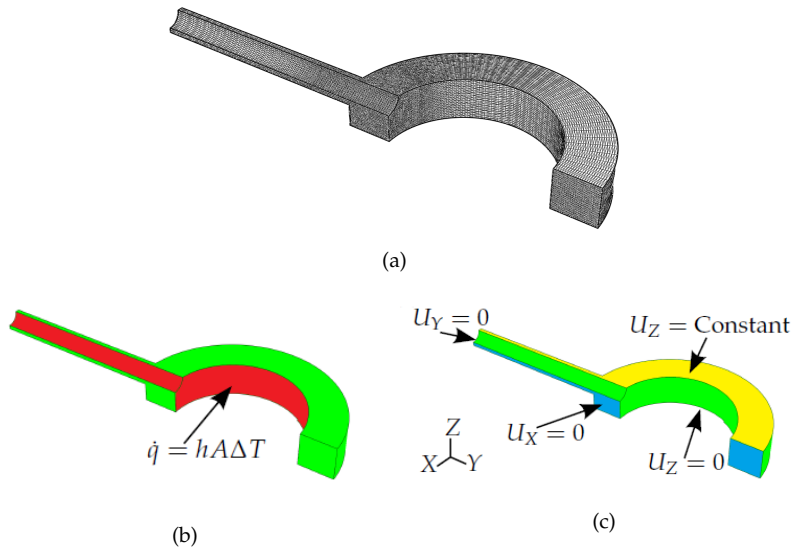 (a)
q̇ = hAΔT
(b)
U_Y = 0
U_Z = Constant
U_X = 0
U_Z = 0
Z
X
Y
(c)